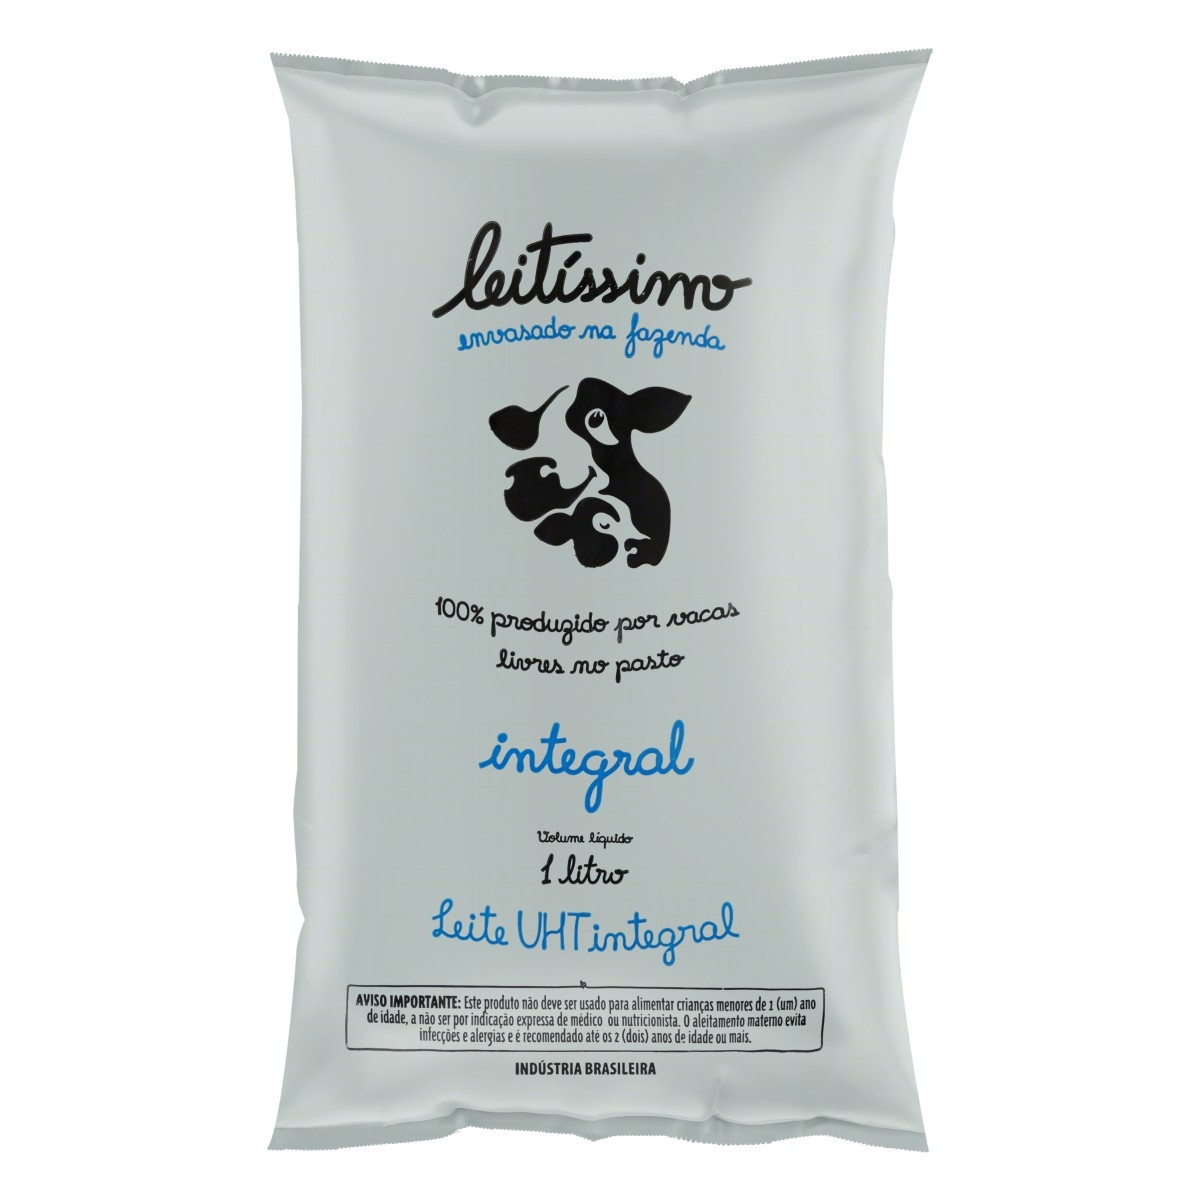 leitíssimo
envasado na fazenda
100% produzido por vacas
livres no pasto
integral
Volume líquido
1 litro
Leite UHT integral
AVISO IMPORTANTE: Este produto não deve ser usado para alimentar crianças menores de 1 (um) ano
de idade, a não ser por indicação expressa de médico ou nutricionista. O aleitamento materno evita
infecções e alergias e é recomendado até os 2 (dois) anos de idade ou mais.
INDÚSTRIA BRASILEIRA